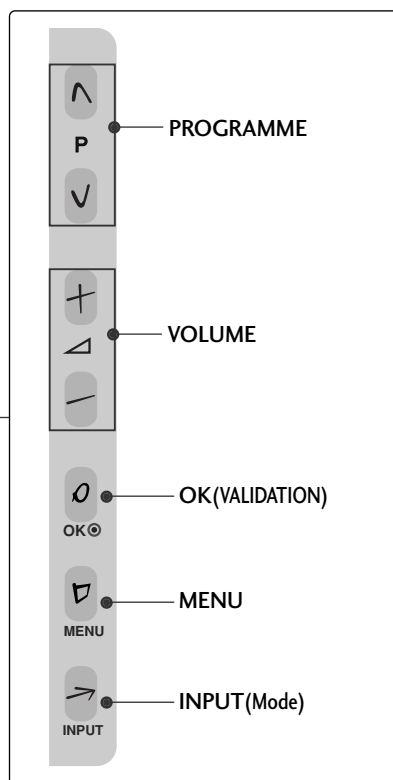 P
PROGRAMME
VOLUME
OK(VALIDATION)
OK
MENU
MENU
INPUT(Mode)
INPUT